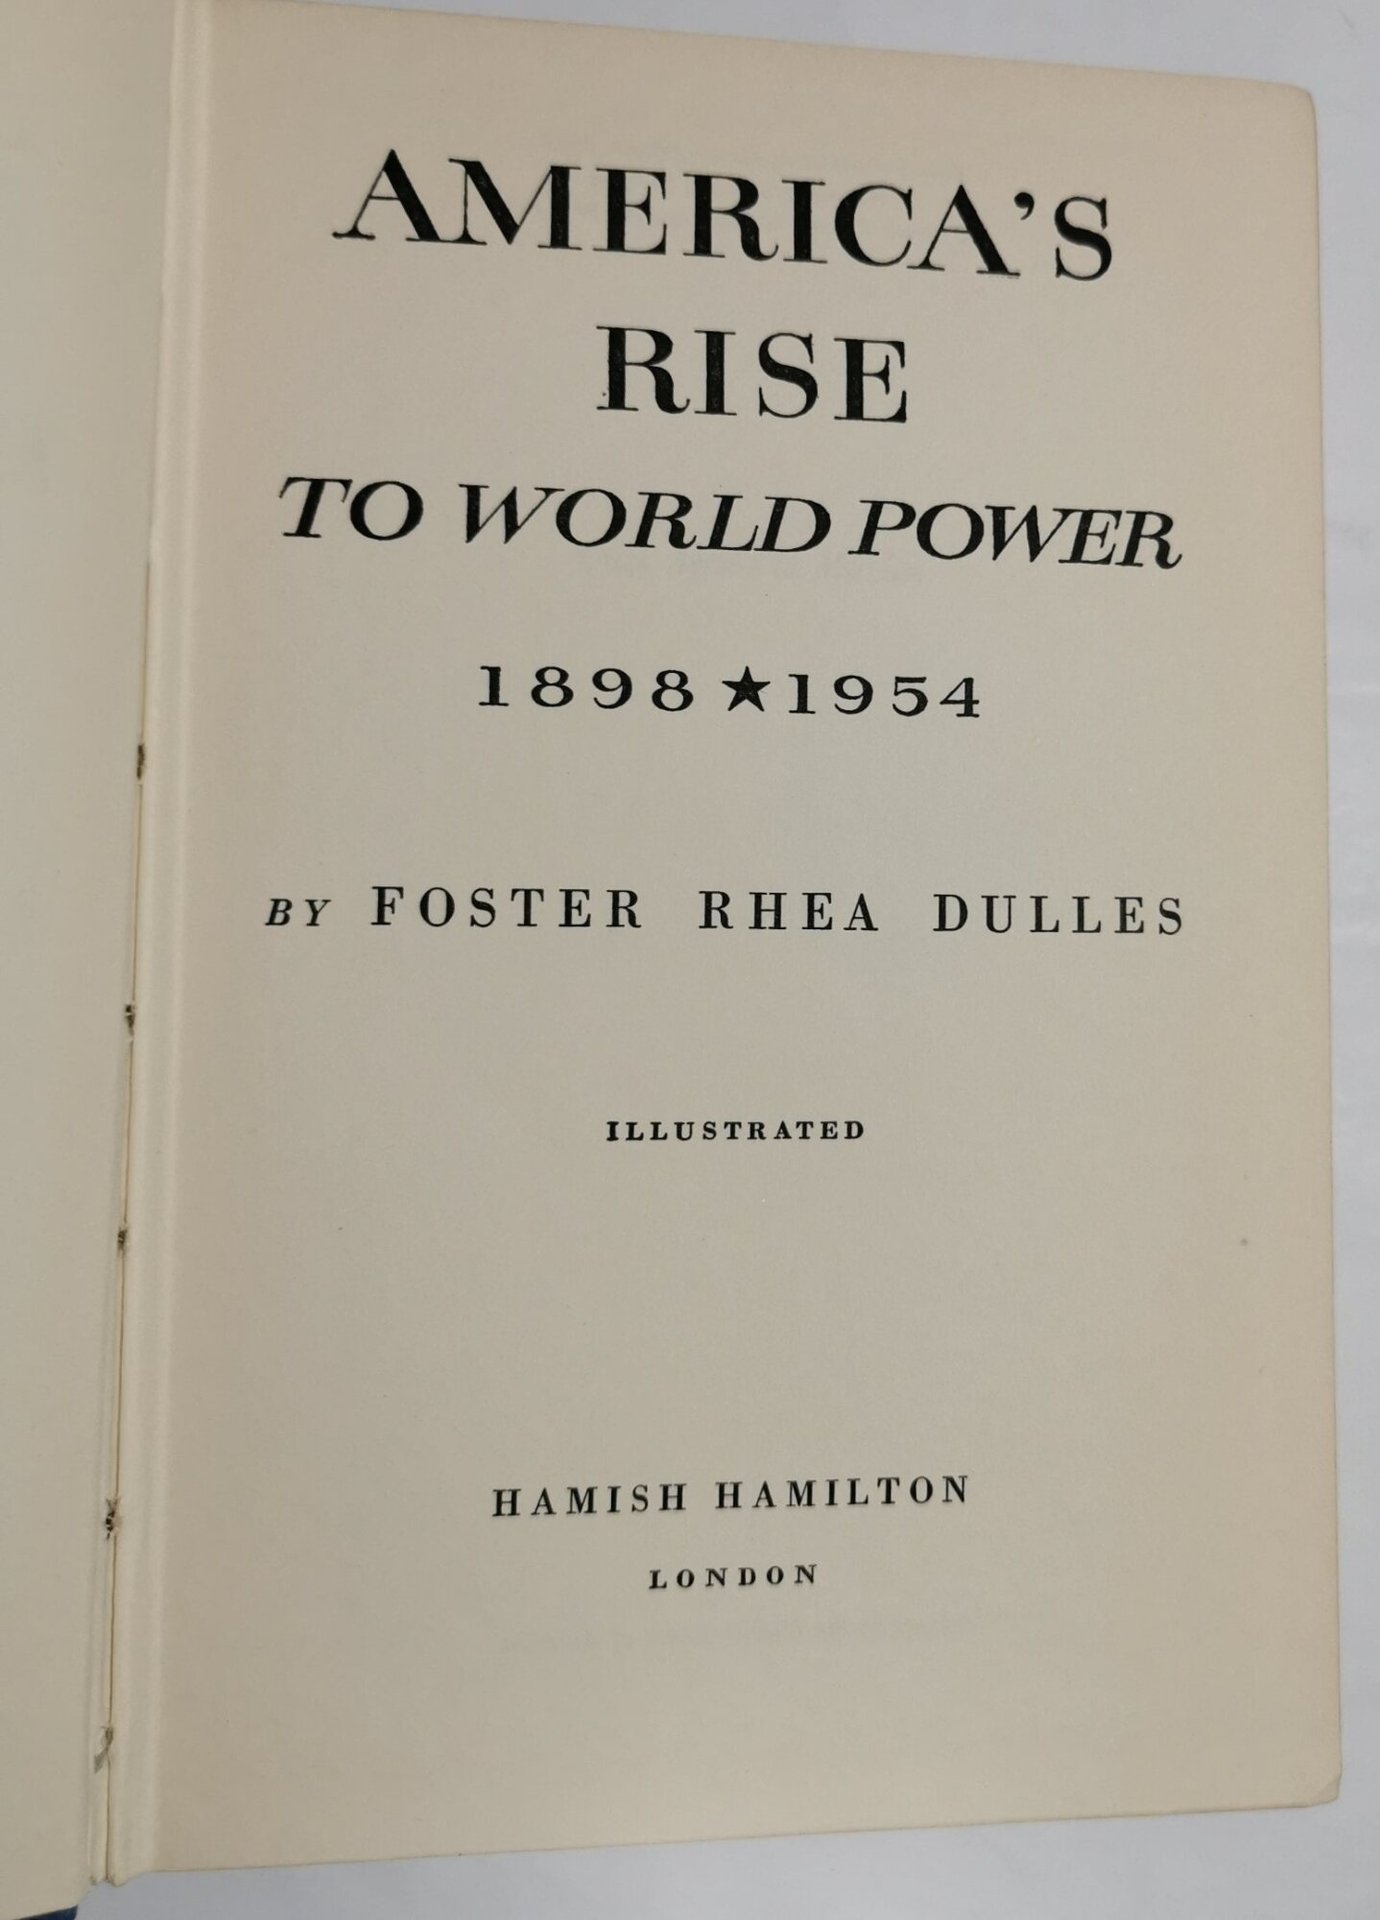 AMERICA'S
RISE
TO WORLD POWER
1898 ★ 1954
BY FOSTER RHEA DULLES
ILLUSTRATED
HAMISH HAMILTON
LONDON